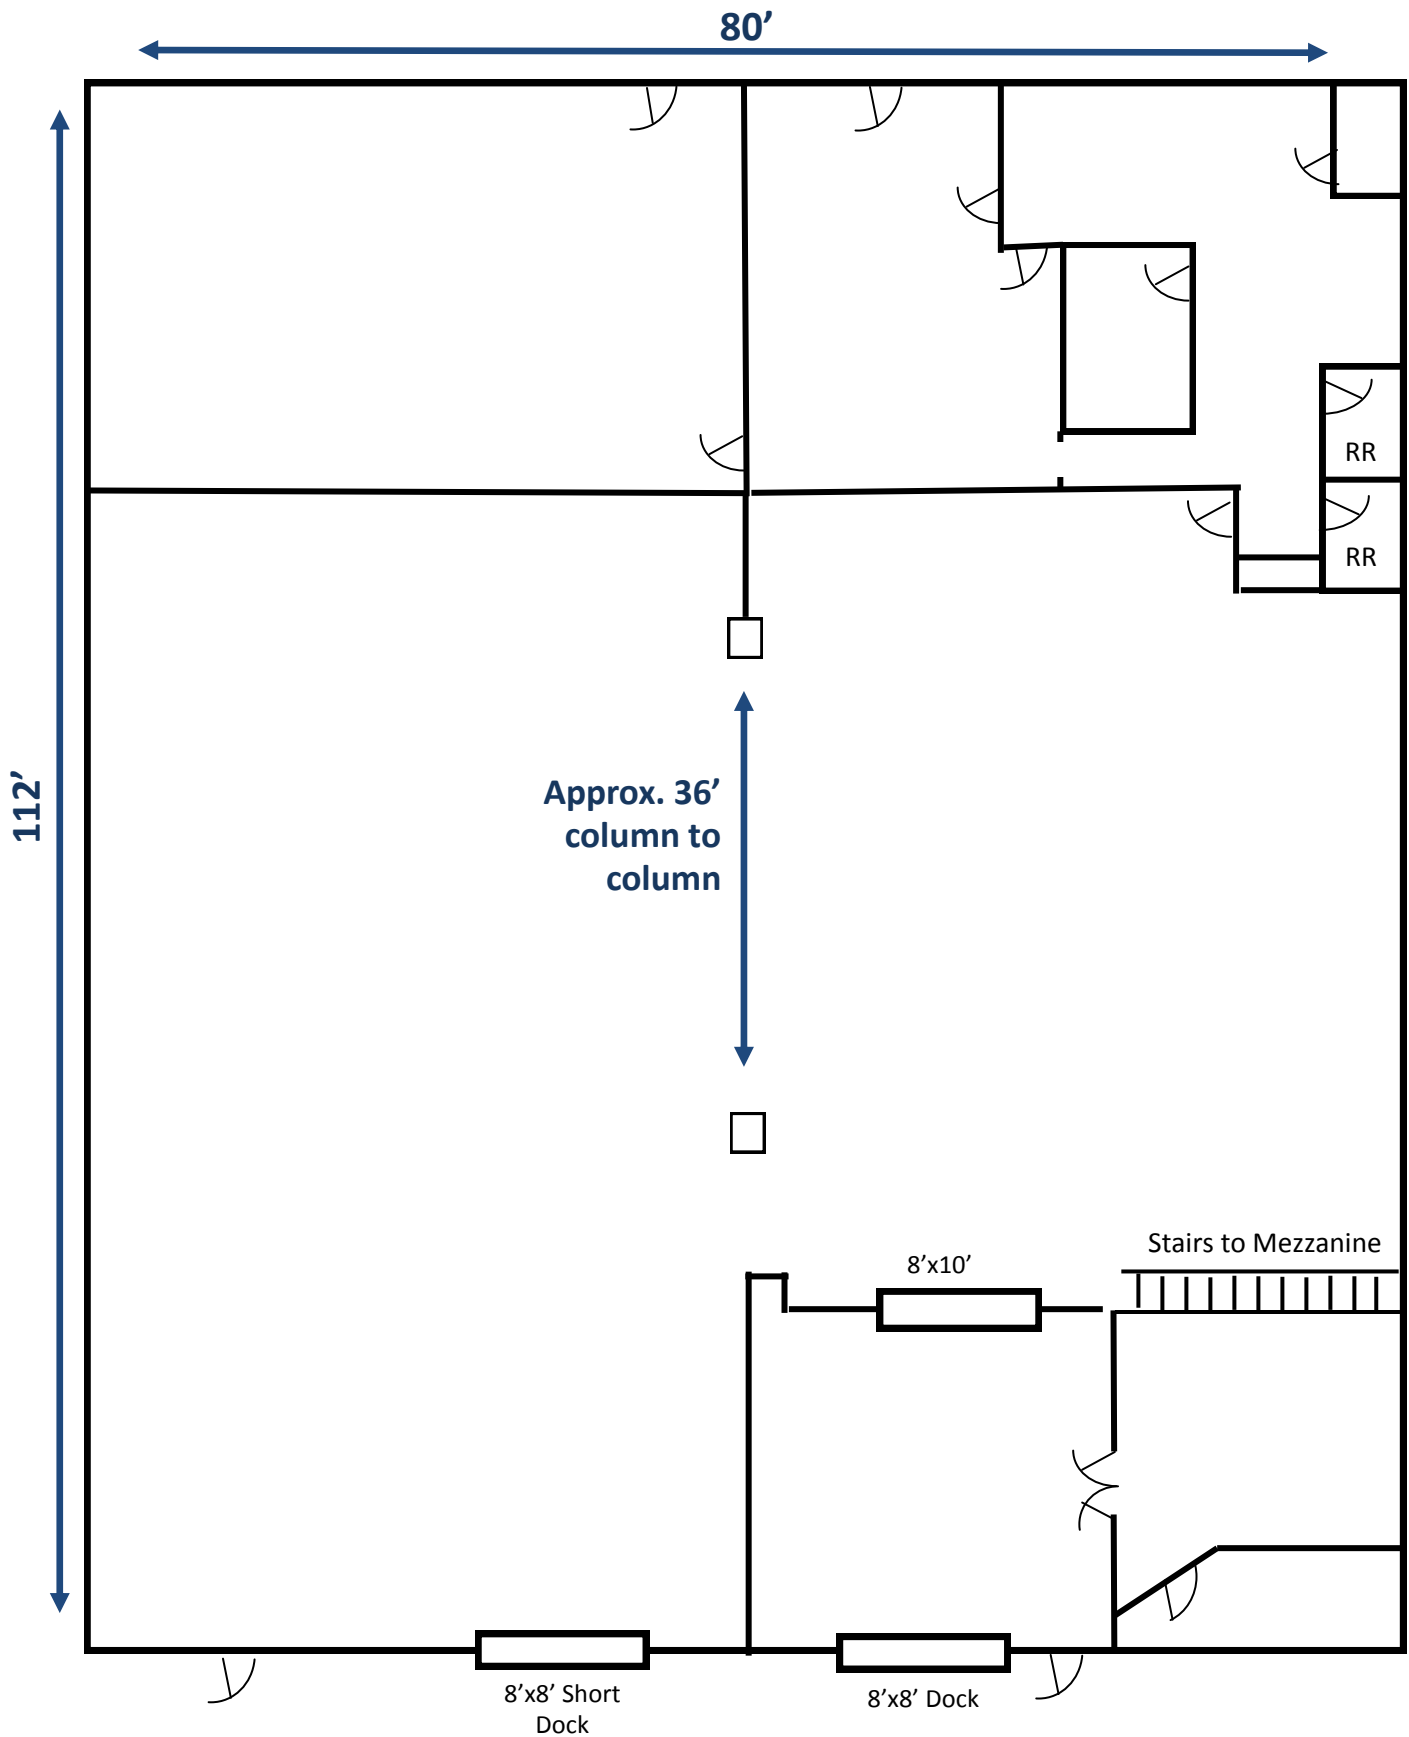 80’
112’
Approx. 36’
column to
column
RR
RR
Stairs to Mezzanine
8’x10’
8’x8’ Short
Dock
8’x8’ Dock